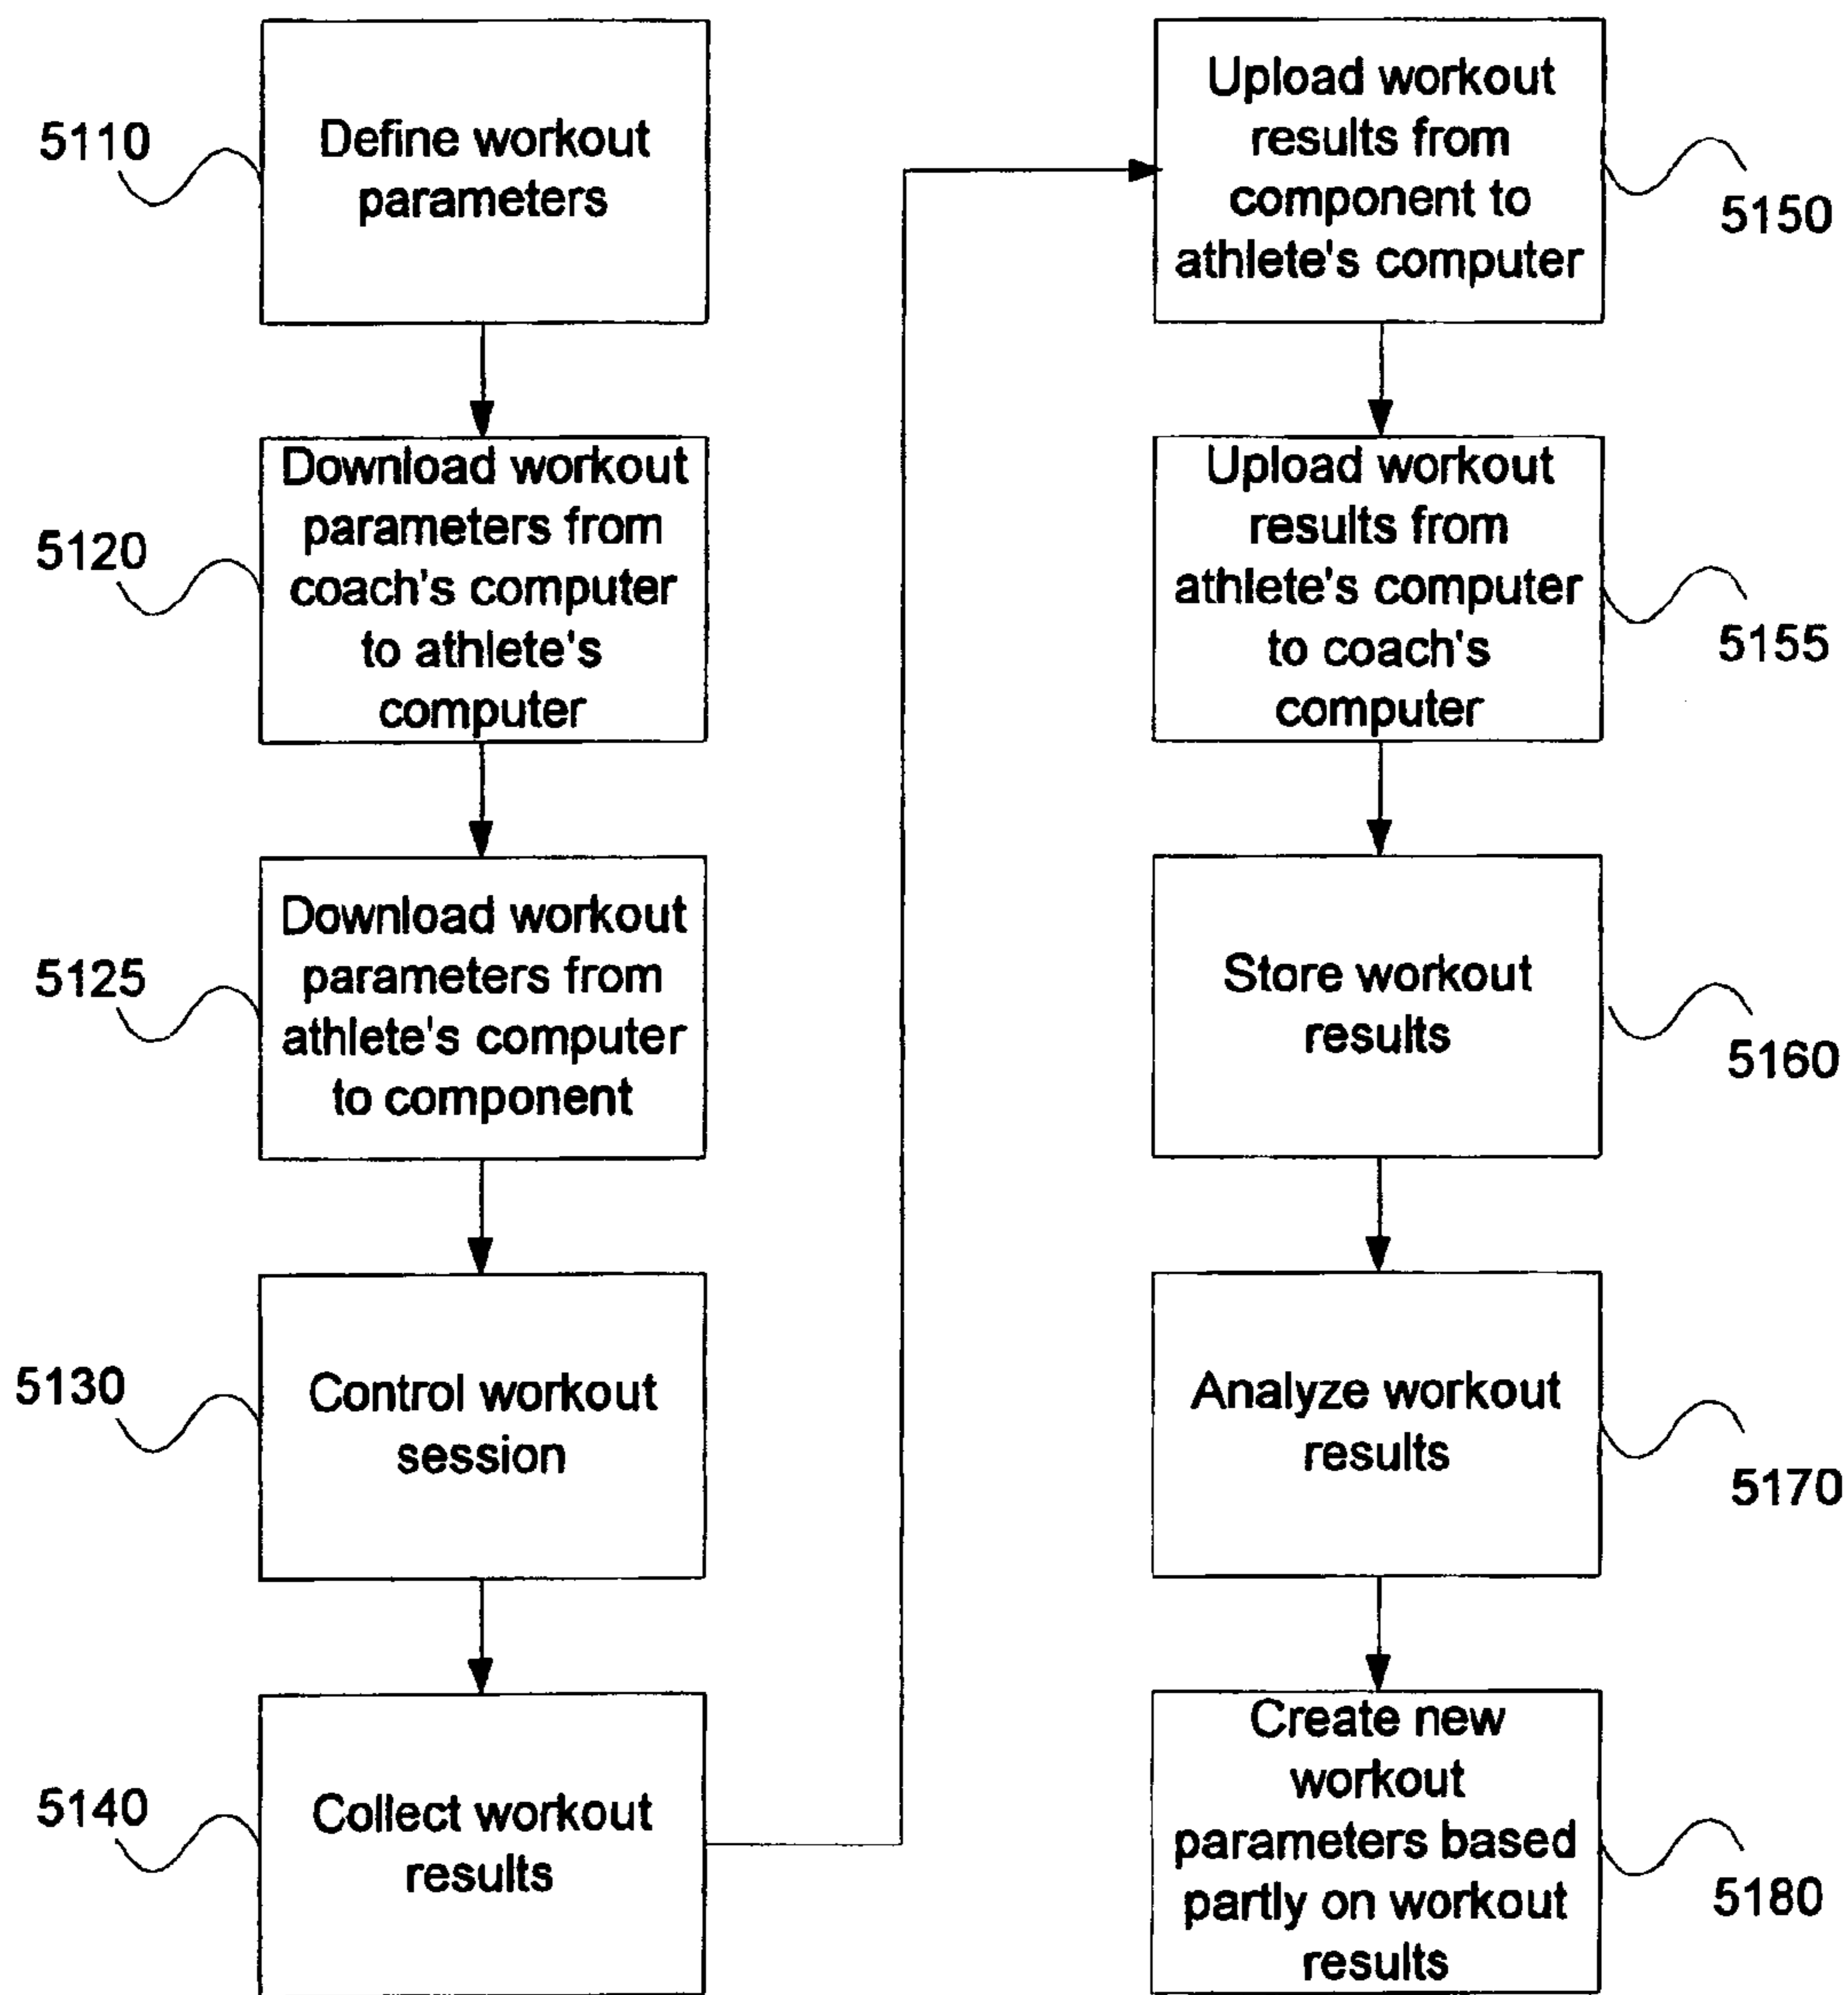 5110
Define workout
parameters
5120
Download workout
parameters from
coach's computer
to athlete's
computer
5125
Download workout
parameters from
athlete's computer
to component
5130
Control workout
session
5140
Collect workout
results
Upload workout
results from
component to
athlete's computer
5150
Upload workout
results from
athlete's computer
to coach's
computer
5155
Store workout
results
5160
Analyze workout
results
5170
Create new
workout
parameters based
partly on workout
results
5180